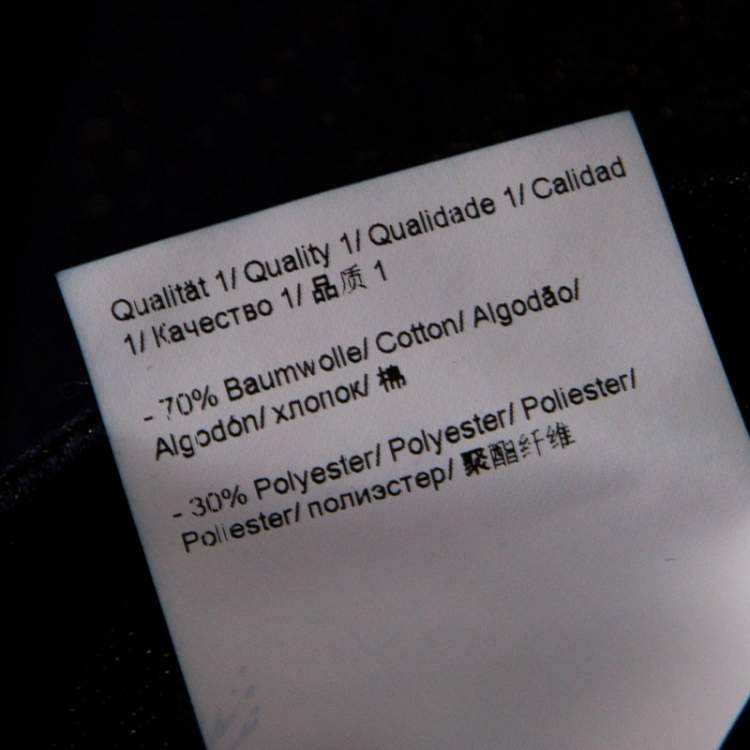 Qualität 1/ Quality 1/ Qualidade 1/ Calidad
1/ Качество 1/ 品质 1
- 70% Baumwolle/ Cotton/ Algodão/
Algodón/ хлопок/ 棉
- 30% Polyester/ Polyester/ Poliester/
Poliester/ полиэстер/ 聚酯纤维